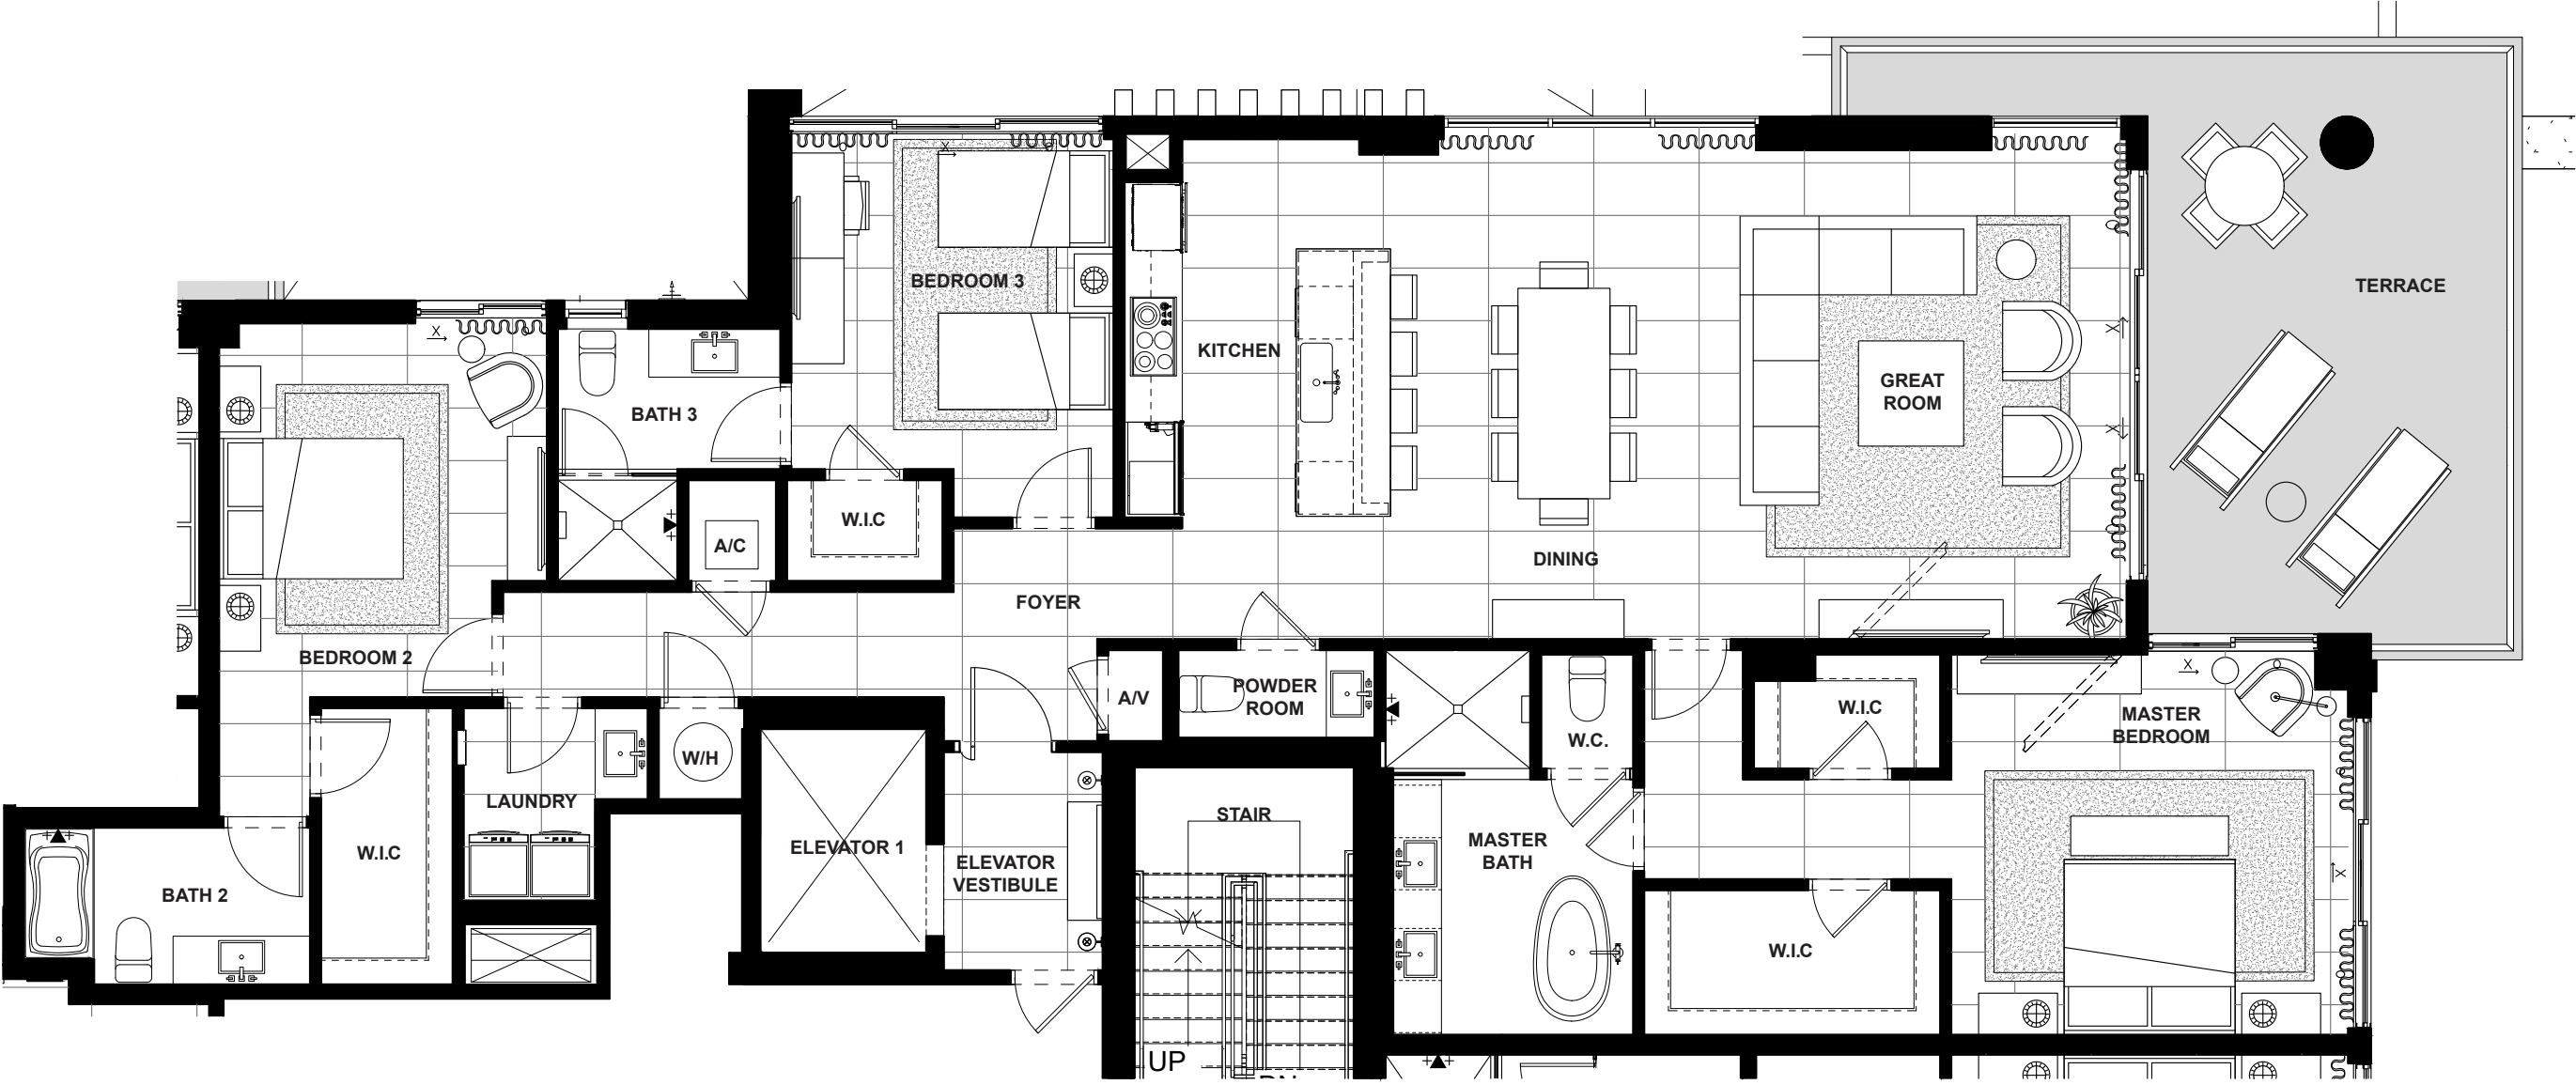 BEDROOM 3
TERRACE
KITCHEN
GREAT
ROOM
BATH 3
W.I.C
A/C
DINING
FOYER
BEDROOM 2
POWDER
ROOM
A/V
W.I.C
MASTER
BEDROOM
W.C.
W/H
LAUNDRY
STAIR
ELEVATOR 1
MASTER
BATH
W.I.C
ELEVATOR
VESTIBULE
BATH 2
W.I.C
UP
X
X
X
X
X
X